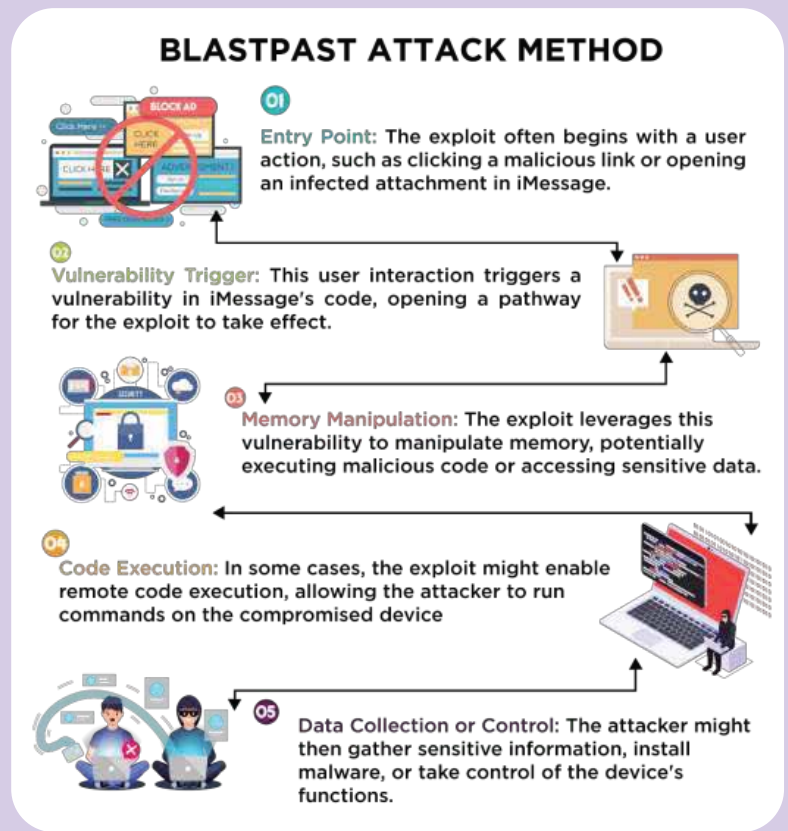 BLASTPAST ATTACK METHOD
BLOCK AD
Click Here
CLICK
HERE
CLICK HERE
01
Entry Point: The exploit often begins with a user
action, such as clicking a malicious link or opening
an infected attachment in iMessage.
02
Vulnerability Trigger: This user interaction triggers a
vulnerability in iMessage's code, opening a pathway
for the exploit to take effect.
03
Memory Manipulation: The exploit leverages this
vulnerability to manipulate memory, potentially
executing malicious code or accessing sensitive data.
04
Code Execution: In some cases, the exploit might enable
remote code execution, allowing the attacker to run
commands on the compromised device
05
Data Collection or Control: The attacker might
then gather sensitive information, install
malware, or take control of the device's
functions.